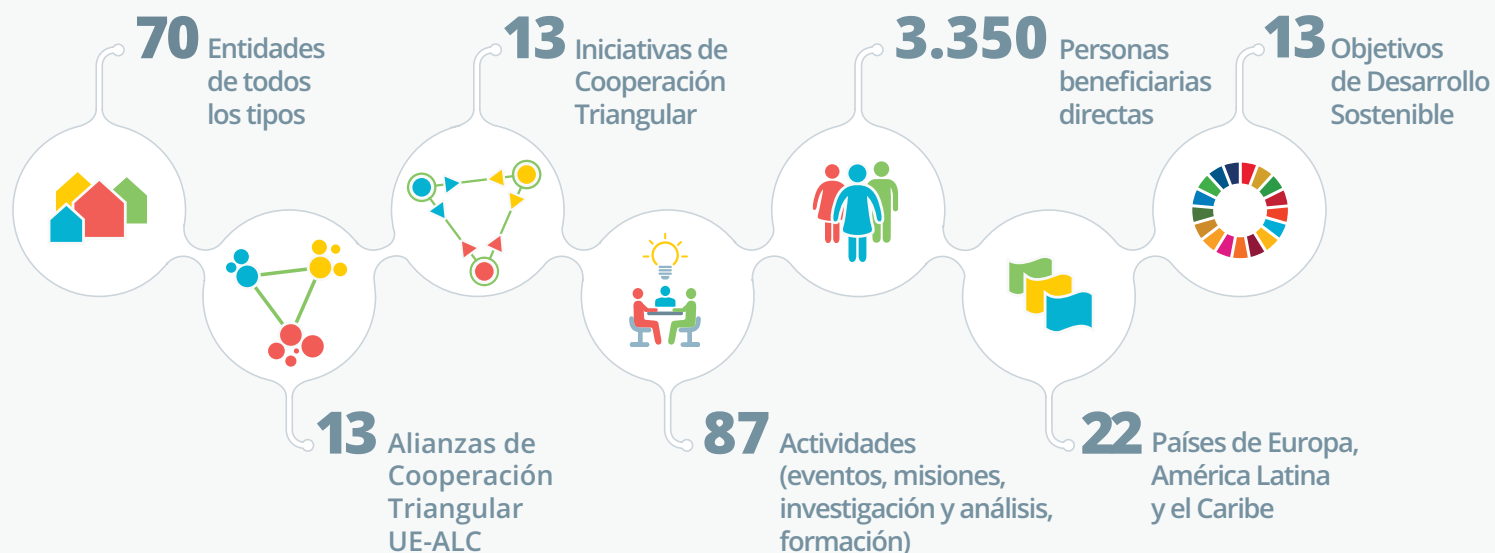 70 Entidades
de todos
los tipos
13 Iniciativas de
Cooperación
Triangular
3.350 Personas
beneficiarias
directas
13 Objetivos
de Desarrollo
Sostenible
13 Alianzas de
Cooperación
Triangular
UE-ALC
87 Actividades
(eventos, misiones,
investigación y análisis,
formación)
22 Países de Europa,
América Latina
y el Caribe